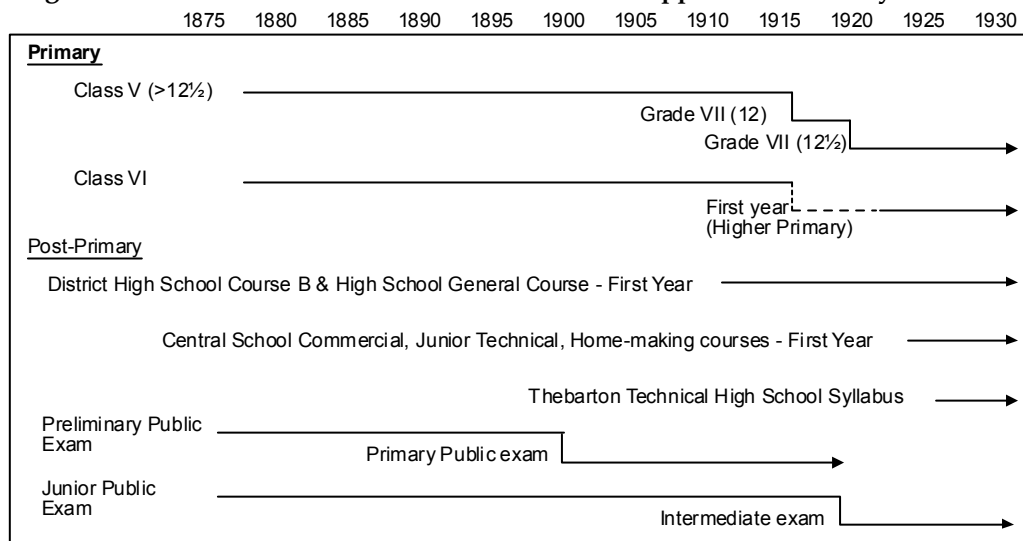 1875 1880 1885 1890 1895 1900 1905 1910 1915 1920 1925 1930
Primary
Class V (>12½)
Grade VII (12)
Grade VII (12½)
Class VI
First year
(Higher Primary)
Post-Primary
District High School Course B & High School General Course - First Year
Central School Commercial, Junior Technical, Home-making courses - First Year
Thebarton Technical High School Syllabus
Preliminary Public
Exam
Primary Public exam
Junior Public
Exam
Intermediate exam